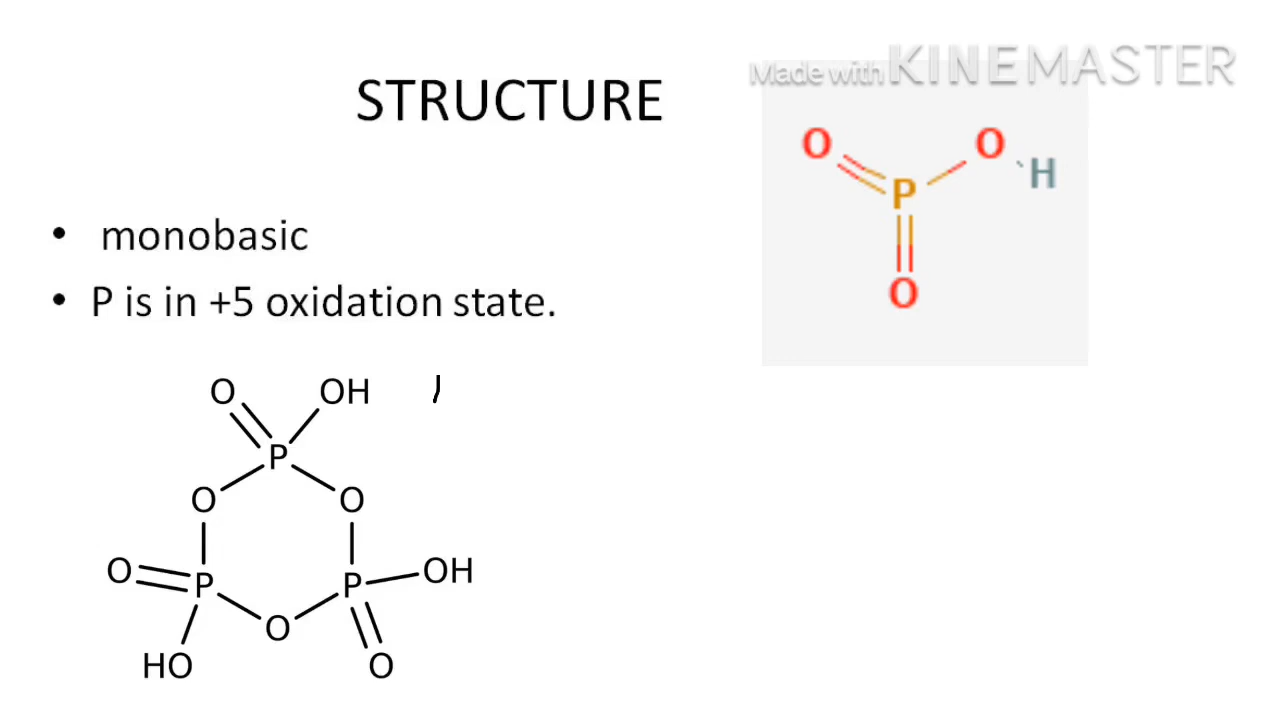 Made with KINEMASTER
STRUCTURE
O O
H
P
O
• monobasic
• P is in +5 oxidation state.
O OH
P
O O
O P P OH
O
HO O